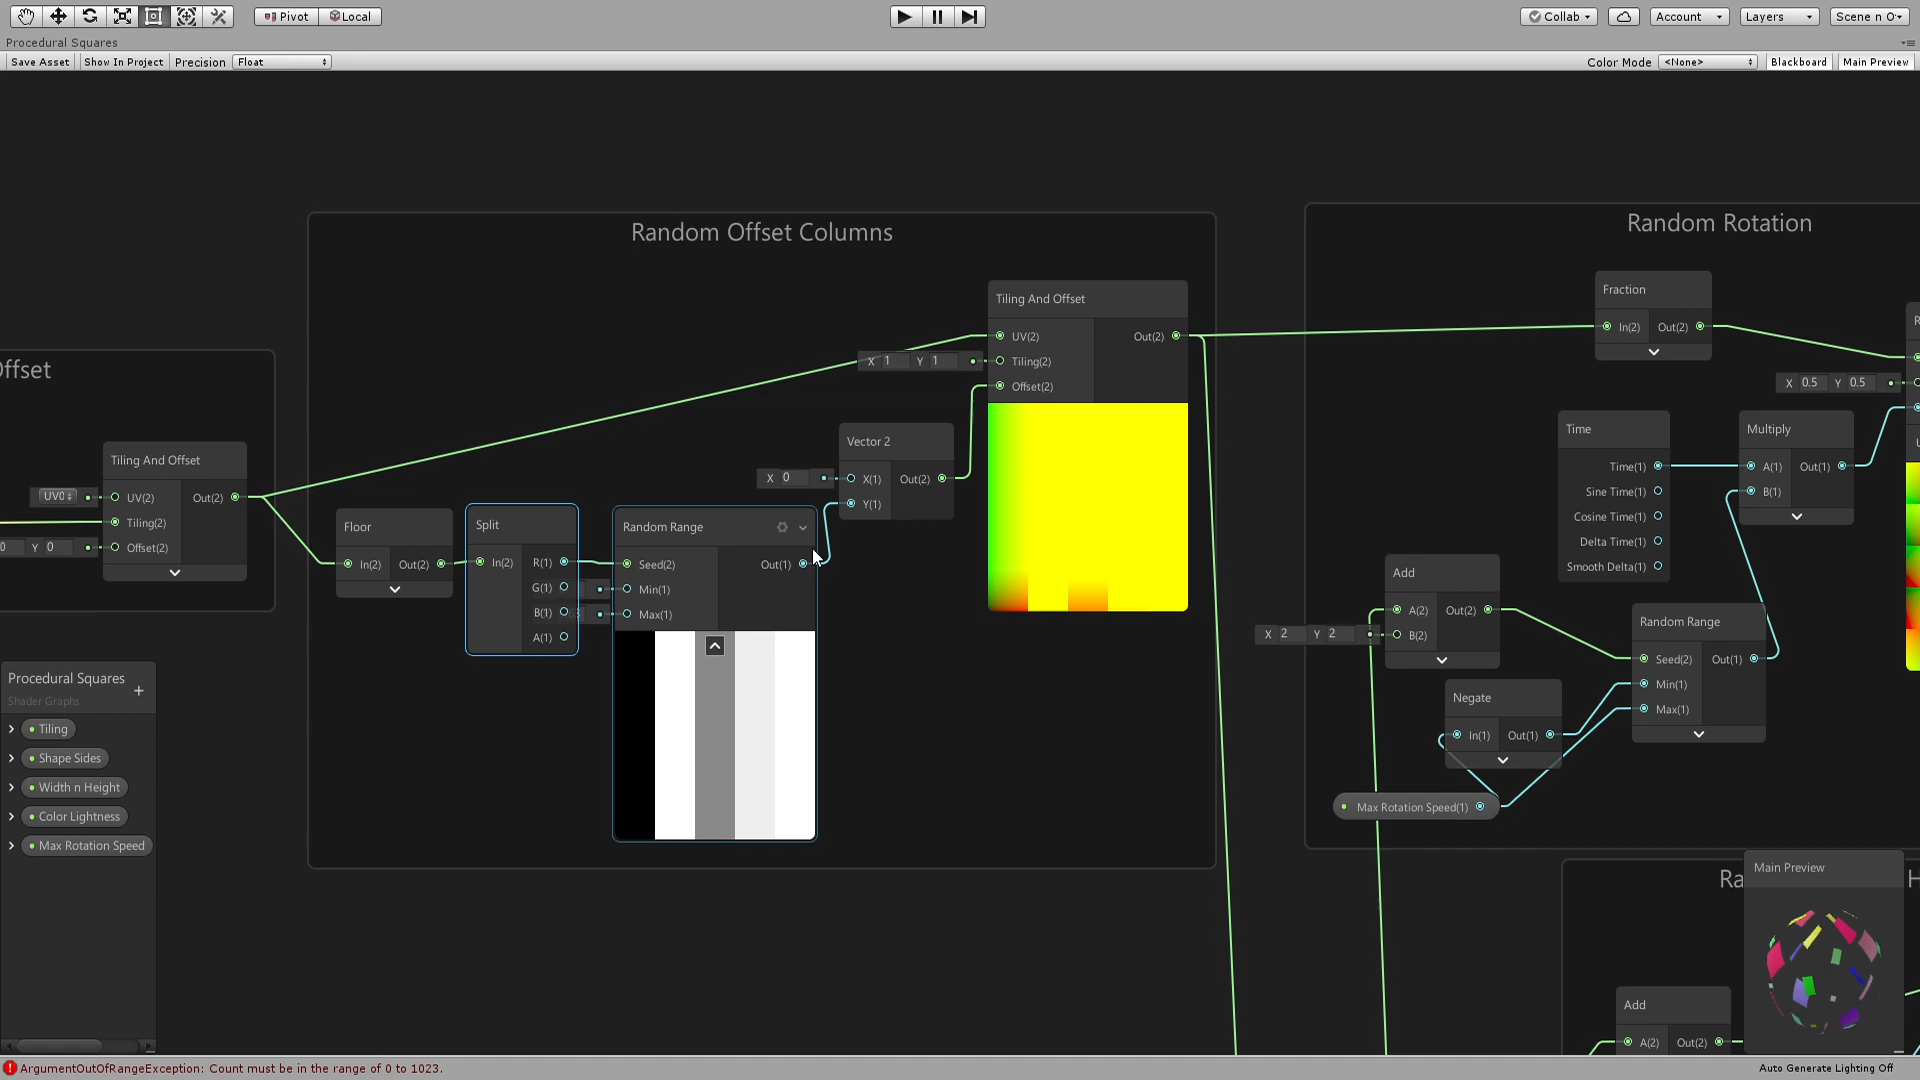 Pivot Local Collab Account Layers Scene n O
Procedural Squares
Save Asset Show In Project Precision Float Color Mode <None> Blackboard Main Preview
Random Offset Columns
Tiling And Offset
UV(2) Out(2)
X 1 Y 1 Tiling(2)
Offset(2)
Vector 2
X 0 X(1) Out(2)
Y(1)
ffset
Tiling And Offset
UV0 UV(2) Out(2)
Tiling(2)
0 Y 0 Offset(2)
Floor
In(2) Out(2)
Split
In(2) R(1)
G(1)
B(1)
A(1)
Random Range
Seed(2) Out(1)
Min(1)
Max(1)
Random Rotation
Fraction
In(2) Out(2)
X 0.5 Y 0.5
Time
Time(1)
Sine Time(1)
Cosine Time(1)
Delta Time(1)
Smooth Delta(1)
Multiply
A(1) Out(1)
B(1)
Add
A(2) Out(2)
X 2 Y 2 B(2)
Random Range
Seed(2) Out(1)
Min(1)
Max(1)
Negate
In(1) Out(1)
Max Rotation Speed(1)
Procedural Squares
Shader Graphs
Tiling
Shape Sides
Width n Height
Color Lightness
Max Rotation Speed
Ra
H
Main Preview
Add
A(2) Out(2)
ArgumentOutOfRangeException: Count must be in the range of 0 to 1023.
Auto Generate Lighting Off